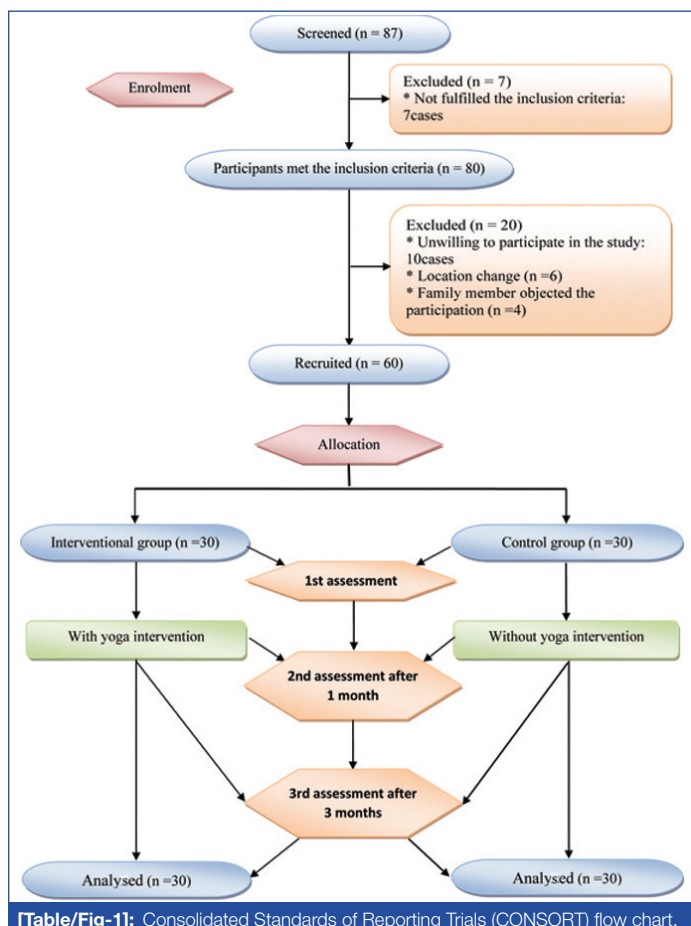 Screened (n = 87)
Enrolment
Excluded (n = 7)
* Not fulfilled the inclusion criteria:
7cases
Participants met the inclusion criteria (n = 80)
Excluded (n = 20)
* Unwilling to participate in the study:
10cases
* Location change (n =6)
* Family member objected the
participation (n =4)
Recruited (n = 60)
Allocation
Interventional group (n =30)
Control group (n =30)
1st assessment
With yoga intervention
Without yoga intervention
2nd assessment after
1 month
3rd assessment after
3 months
Analysed (n =30)
Analysed (n =30)
[Table/Fig-1]: Consolidated Standards of Reporting Trials (CONSORT) flow chart.